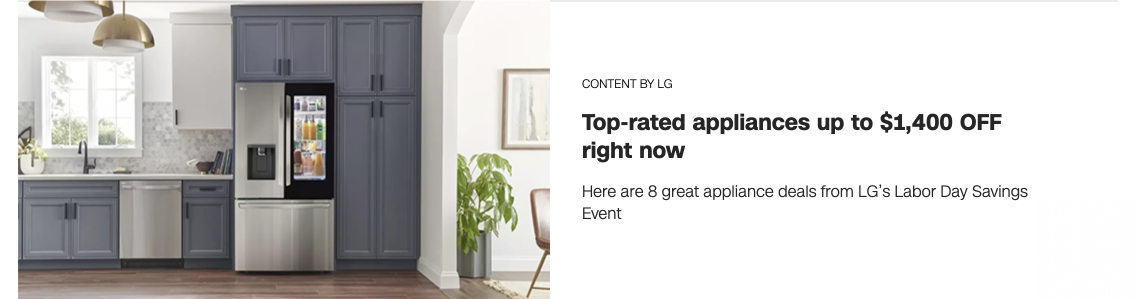 CONTENT BY LG
Top-rated appliances up to $1,400 OFF
right now
Here are 8 great appliance deals from LG's Labor Day Savings
Event